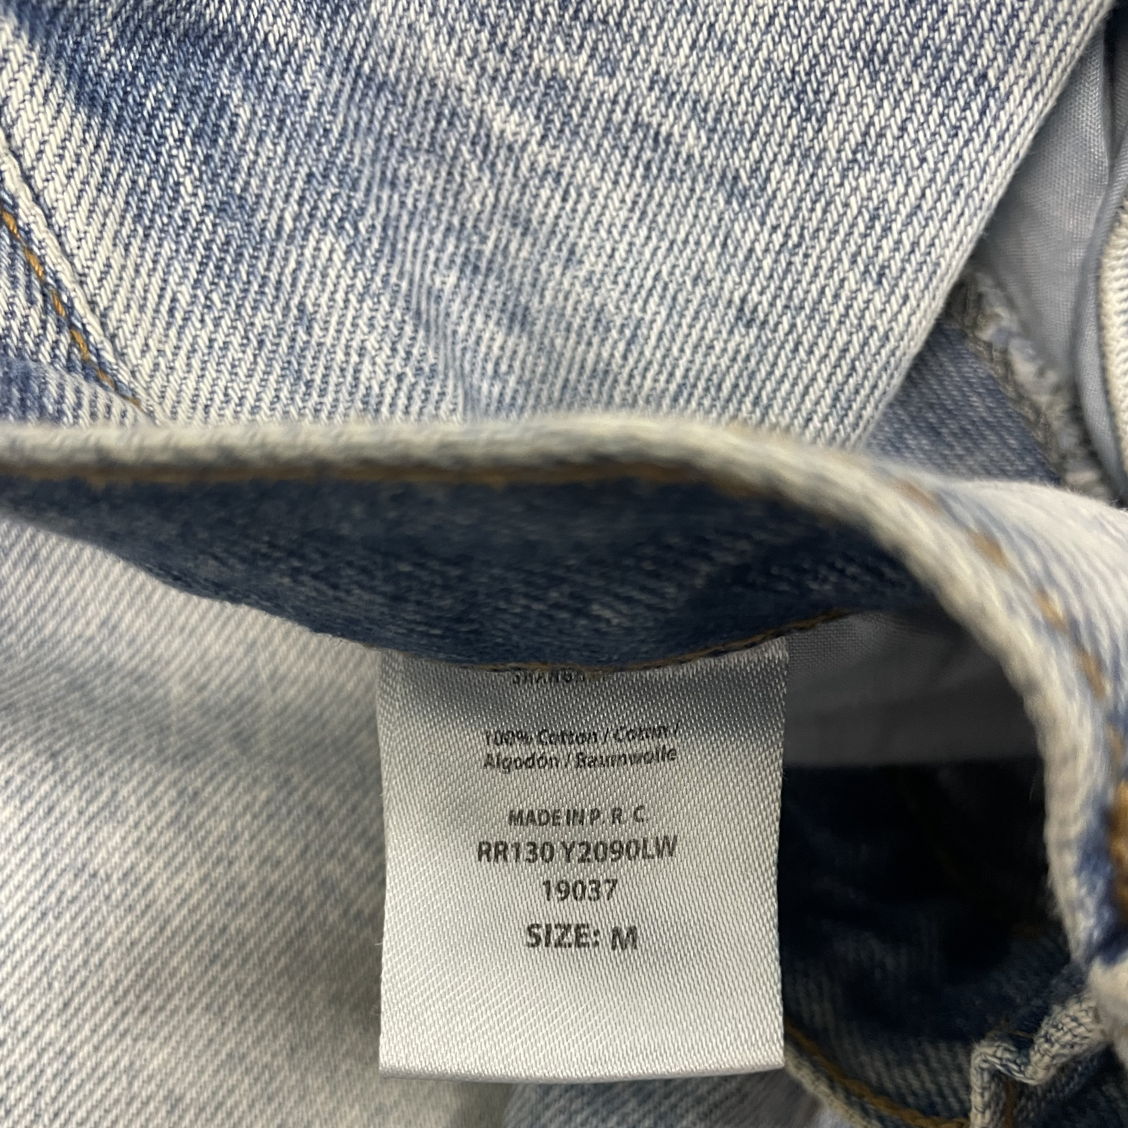 100% Cotton / Coton /
Algodón / Baumwolle
MADE IN P. R. C.
RR130 Y2090LW
19037
SIZE: M